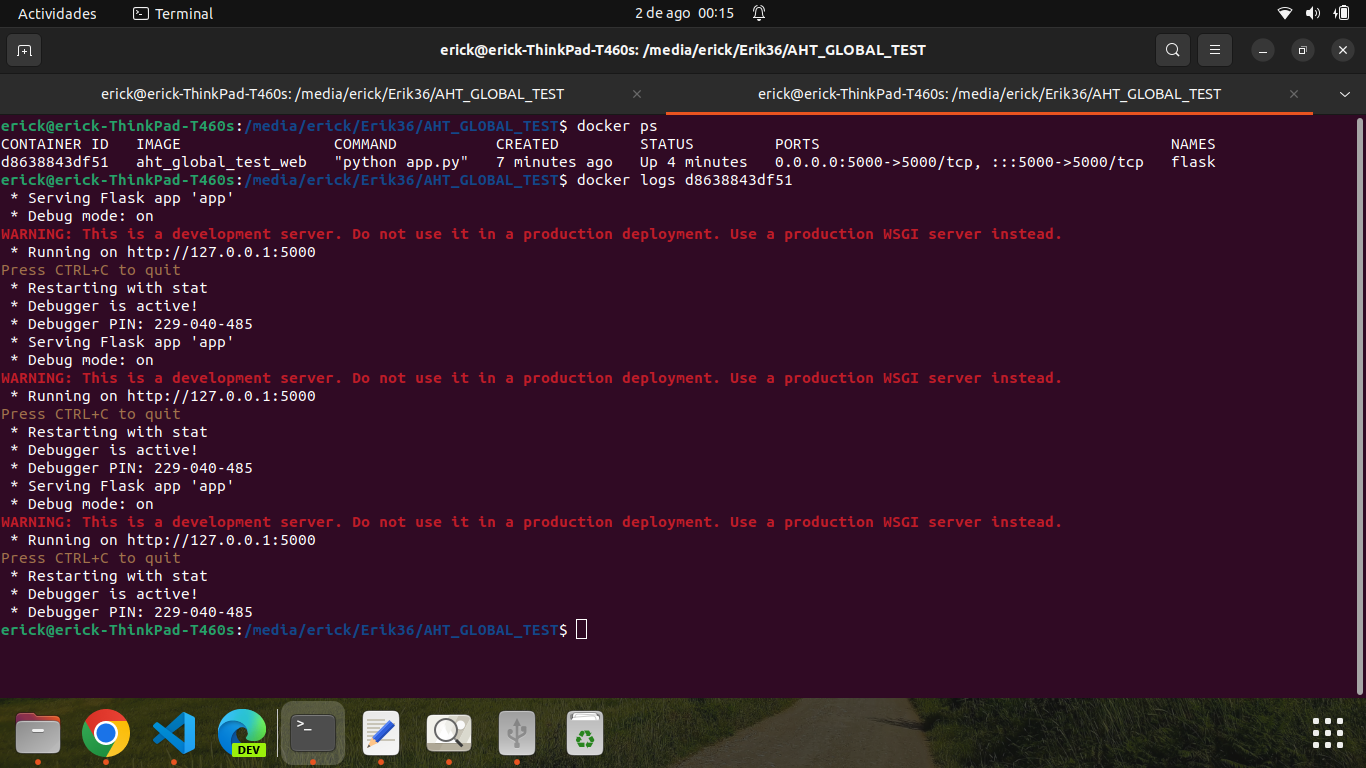 Actividades Terminal 2 de ago 00:15
erick@erick-ThinkPad-T460s: /media/erick/Erik36/AHT_GLOBAL_TEST
erick@erick-ThinkPad-T460s: /media/erick/Erik36/AHT_GLOBAL_TEST × erick@erick-ThinkPad-T460s: /media/erick/Erik36/AHT_GLOBAL_TEST ×
erick@erick-ThinkPad-T460s:/media/erick/Erik36/AHT_GLOBAL_TEST$ docker ps
CONTAINER ID IMAGE COMMAND CREATED STATUS PORTS NAMES
d8638843df51 aht_global_test_web "python app.py" 7 minutes ago Up 4 minutes 0.0.0.0:5000->5000/tcp, :::5000->5000/tcp flask
erick@erick-ThinkPad-T460s:/media/erick/Erik36/AHT_GLOBAL_TEST$ docker logs d8638843df51
* Serving Flask app 'app'
* Debug mode: on
WARNING: This is a development server. Do not use it in a production deployment. Use a production WSGI server instead.
* Running on http://127.0.0.1:5000
Press CTRL+C to quit
* Restarting with stat
* Debugger is active!
* Debugger PIN: 229-040-485
* Serving Flask app 'app'
* Debug mode: on
WARNING: This is a development server. Do not use it in a production deployment. Use a production WSGI server instead.
* Running on http://127.0.0.1:5000
Press CTRL+C to quit
* Restarting with stat
* Debugger is active!
* Debugger PIN: 229-040-485
* Serving Flask app 'app'
* Debug mode: on
WARNING: This is a development server. Do not use it in a production deployment. Use a production WSGI server instead.
* Running on http://127.0.0.1:5000
Press CTRL+C to quit
* Restarting with stat
* Debugger is active!
* Debugger PIN: 229-040-485
erick@erick-ThinkPad-T460s:/media/erick/Erik36/AHT_GLOBAL_TEST$
DEV